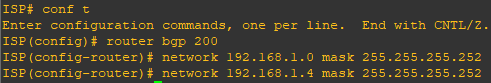 ISP# conf t
Enter configuration commands, one per line.  End with CNTL/Z.
ISP(config)# router bgp 200
ISP(config-router)# network 192.168.1.0 mask 255.255.255.252
ISP(config-router)# network 192.168.1.4 mask 255.255.255.252